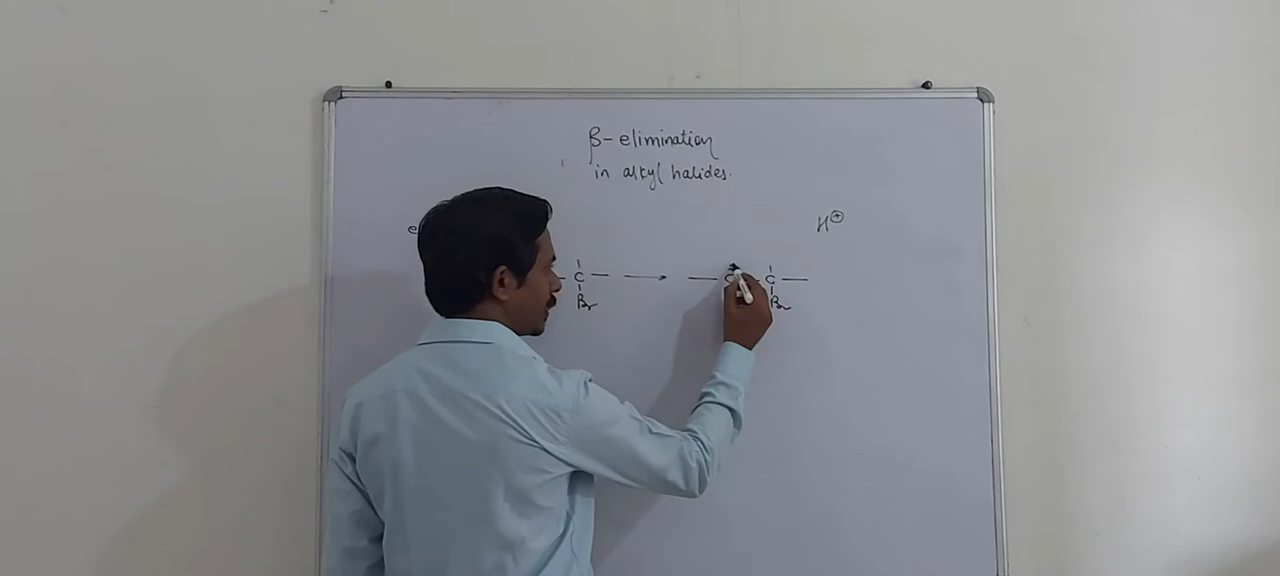 β-elimination
in alkyl halides.
H⊕
C — → — C - C —
Br Br